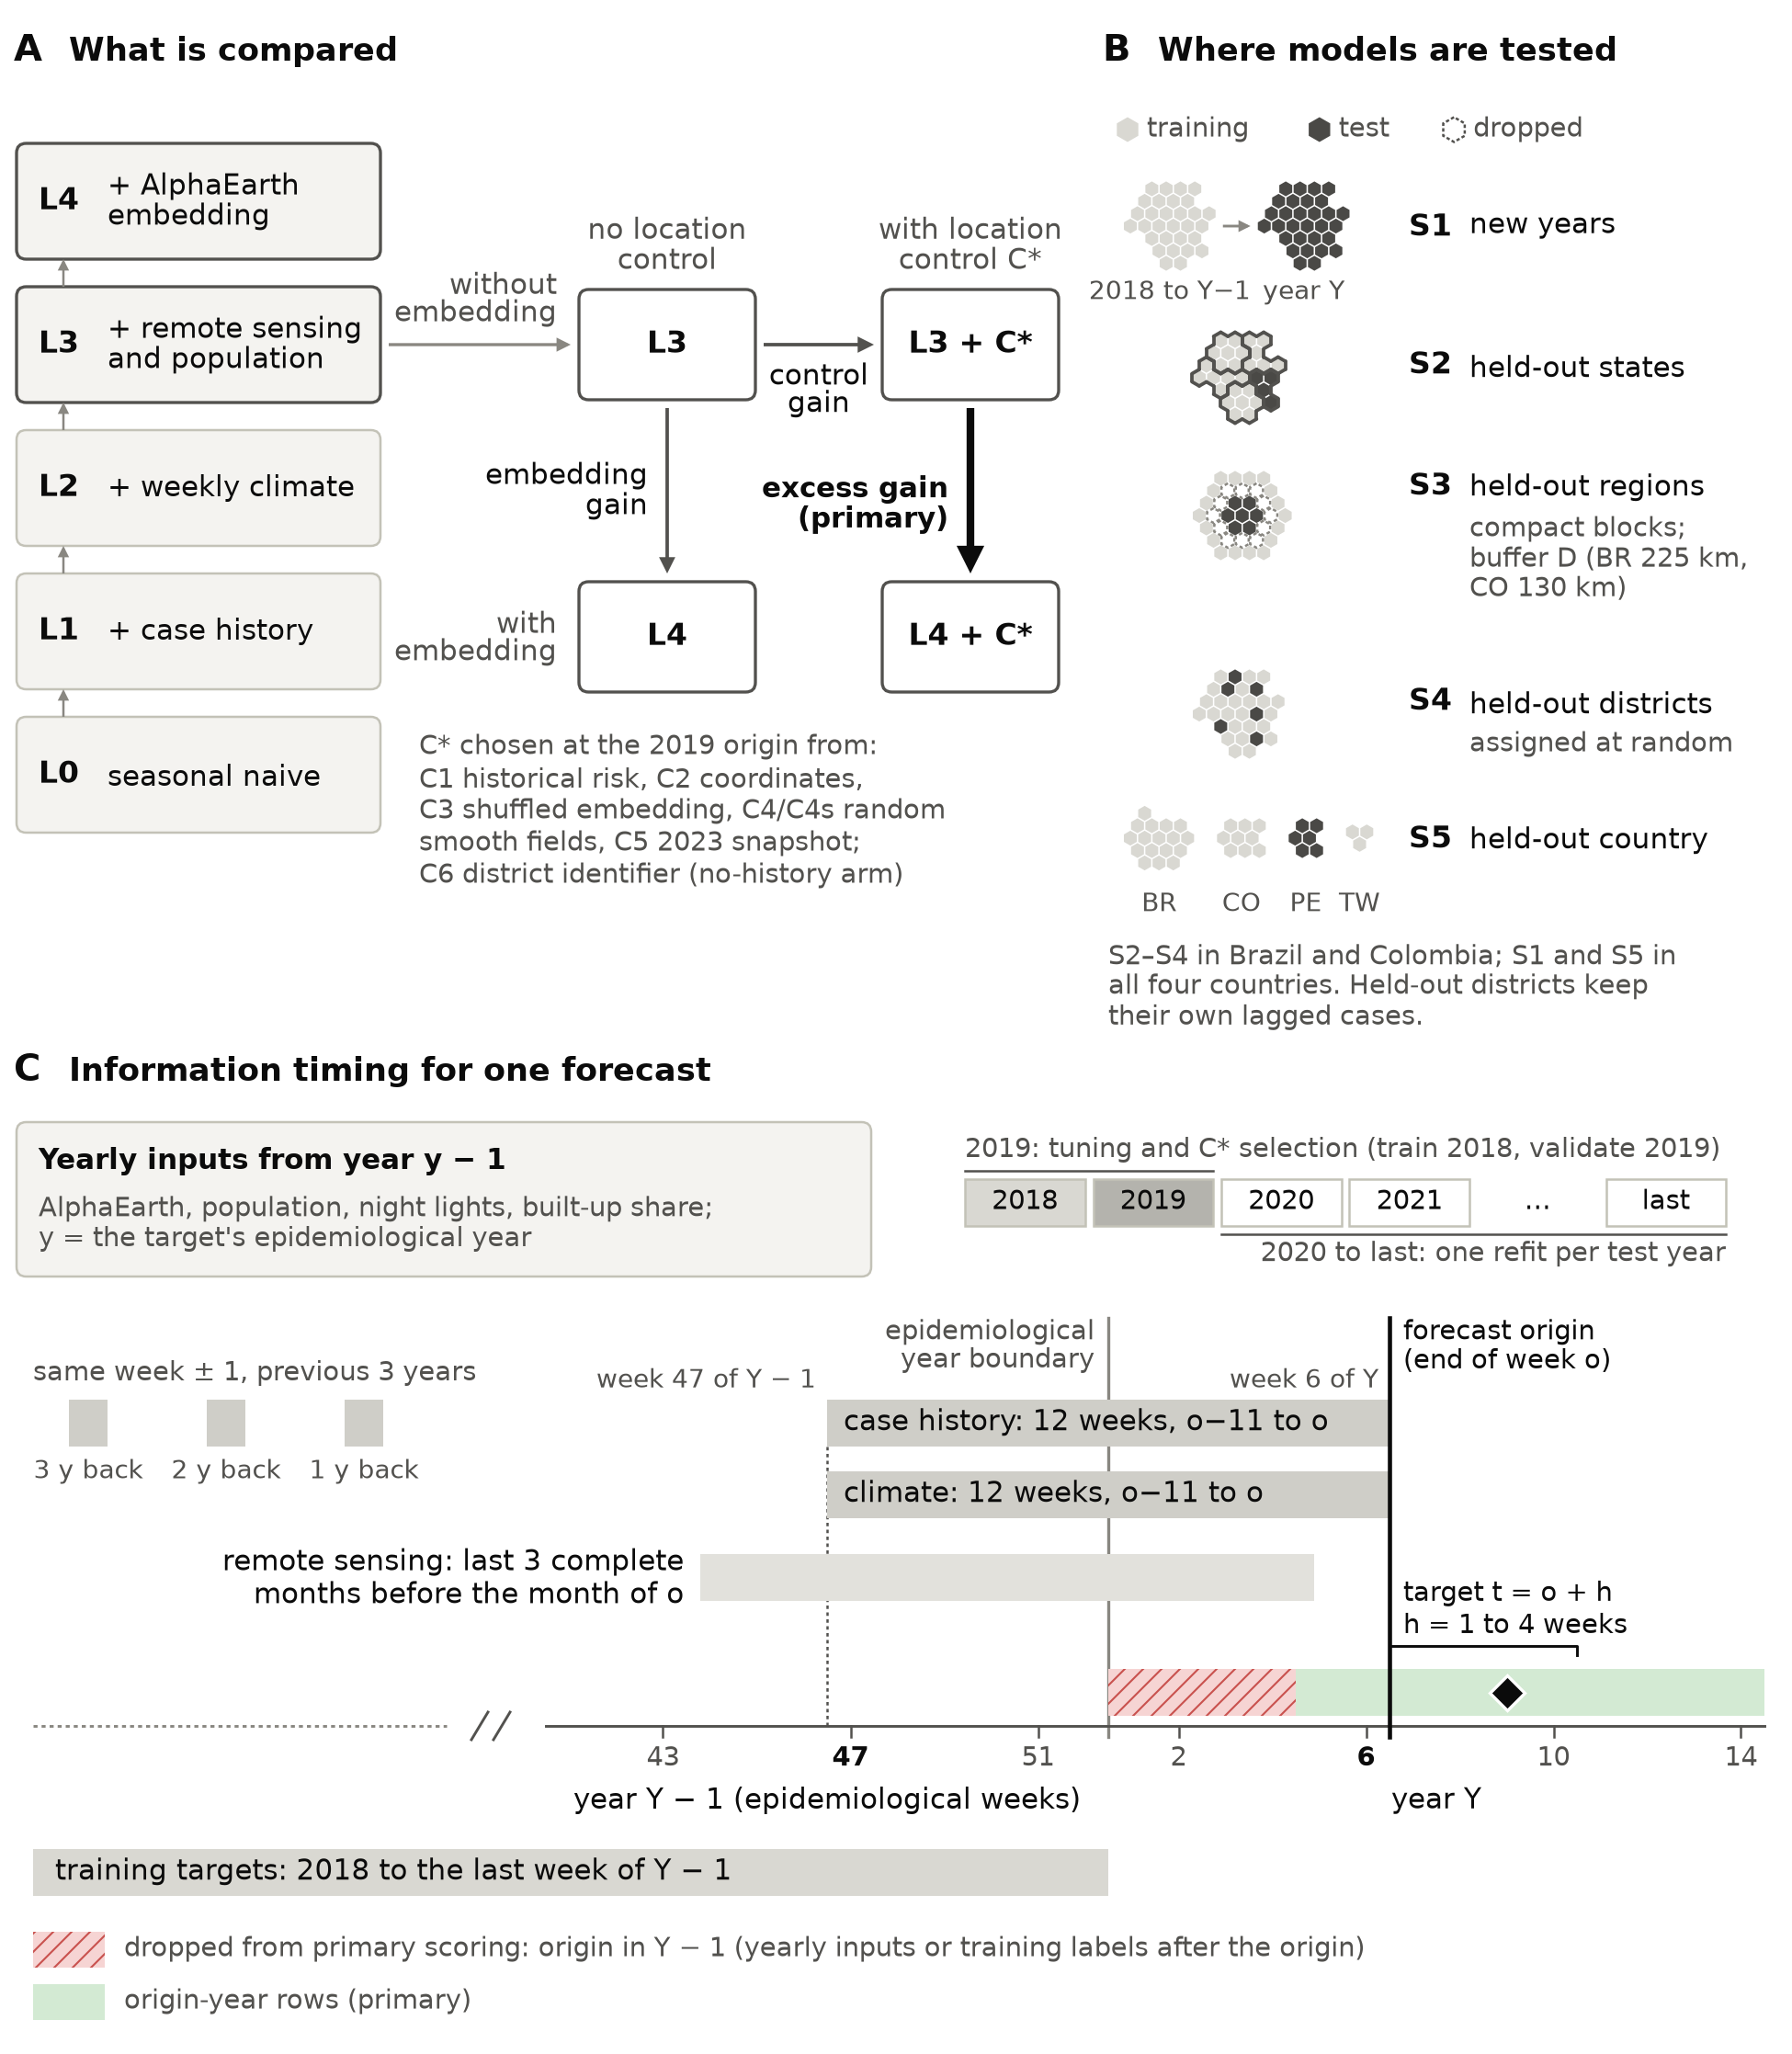 A What is compared
L4 + AlphaEarth
embedding
L3 + remote sensing
and population
L2 + weekly climate
L1 + case history
L0 seasonal naive
without
embedding
with
embedding
no location
control
with location
control C*
L3
L3 + C*
control
gain
embedding
gain
excess gain
(primary)
L4
L4 + C*
C* chosen at the 2019 origin from:
C1 historical risk, C2 coordinates,
C3 shuffled embedding, C4/C4s random
smooth fields, C5 2023 snapshot;
C6 district identifier (no-history arm)
B Where models are tested
training test dropped
S1 new years
2018 to Y−1 year Y
S2 held-out states
S3 held-out regions
compact blocks;
buffer D (BR 225 km,
CO 130 km)
S4 held-out districts
assigned at random
S5 held-out country
BR CO PE TW
S2–S4 in Brazil and Colombia; S1 and S5 in
all four countries. Held-out districts keep
their own lagged cases.
C Information timing for one forecast
Yearly inputs from year y − 1
AlphaEarth, population, night lights, built-up share;
y = the target's epidemiological year
2019: tuning and C* selection (train 2018, validate 2019)
2018 2019 2020 2021 ... last
2020 to last: one refit per test year
epidemiological
year boundary
forecast origin
(end of week o)
same week ± 1, previous 3 years
3 y back 2 y back 1 y back
week 47 of Y − 1
week 6 of Y
case history: 12 weeks, o−11 to o
climate: 12 weeks, o−11 to o
remote sensing: last 3 complete
months before the month of o
target t = o + h
h = 1 to 4 weeks
43 47 51 2 6 10 14
year Y − 1 (epidemiological weeks)
year Y
training targets: 2018 to the last week of Y − 1
dropped from primary scoring: origin in Y − 1 (yearly inputs or training labels after the origin)
origin-year rows (primary)